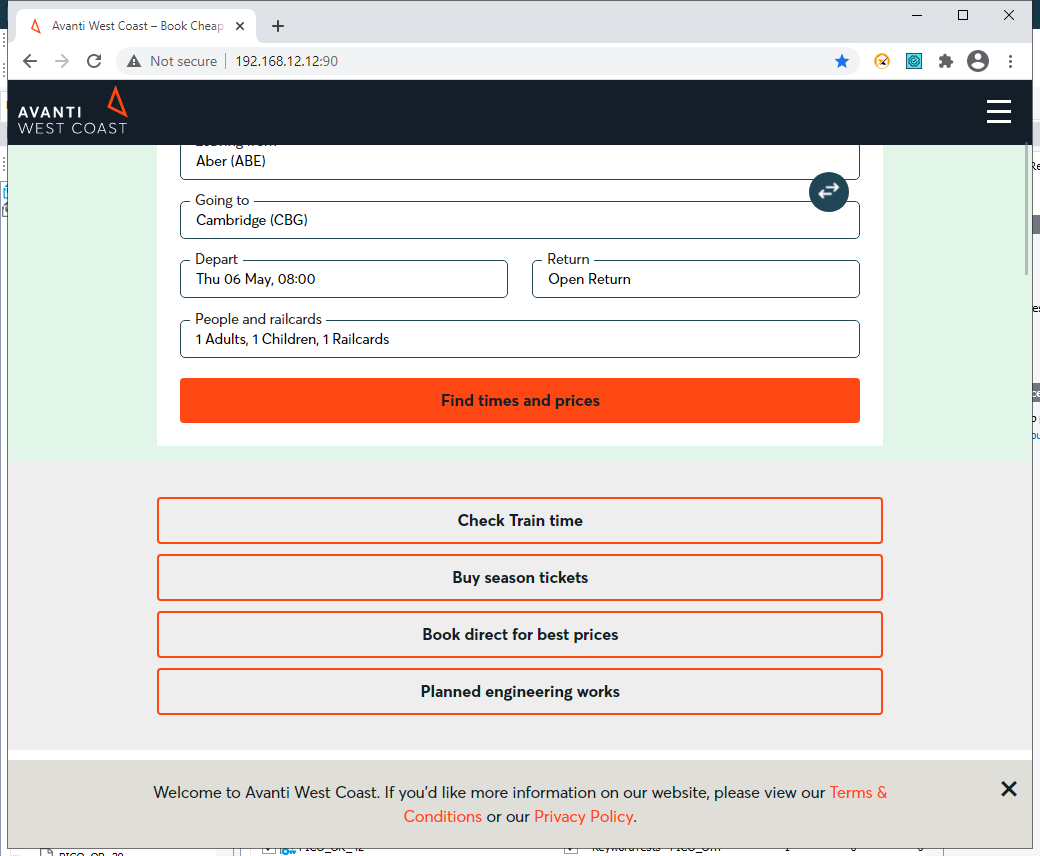 Avanti West Coast – Book Cheap
Not secure
192.168.12.12:90
AVANTI
WEST COAST
Aber (ABE)
Going to
Cambridge (CBG)
Depart
Return
Thu 06 May, 08:00
Open Return
People and railcards
1 Adults, 1 Children, 1 Railcards
Find times and prices
Check Train time
Buy season tickets
Book direct for best prices
Planned engineering works
Welcome to Avanti West Coast. If you'd like more information on our website, please view our Terms &
Conditions or our Privacy Policy.